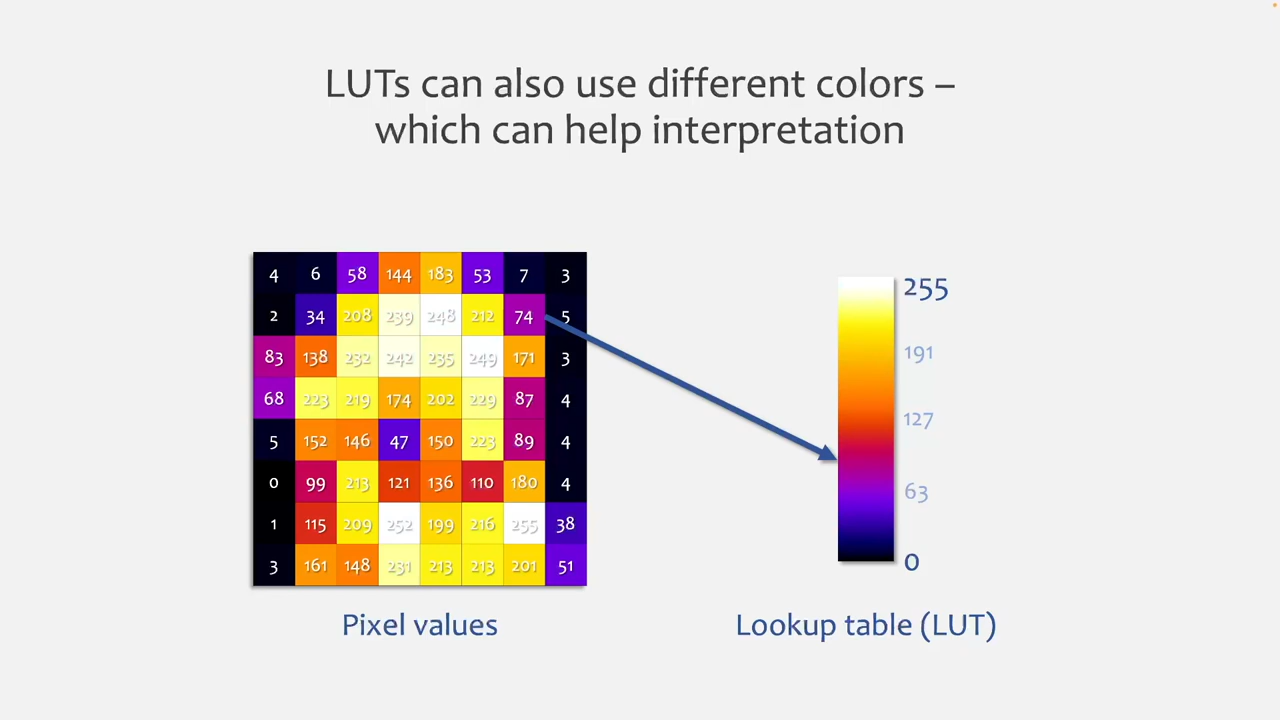 LUTs can also use different colors –
which can help interpretation
4 6 58 144 183 53 7 3
2 34 208 239 248 212 74 5
83 138 232 242 235 249 171 3
68 223 219 174 202 229 87 4
5 152 146 47 150 223 89 4
0 99 213 121 136 110 180 4
1 115 209 252 199 216 255 38
3 161 148 231 213 213 201 51
Pixel values
255
191
127
63
0
Lookup table (LUT)